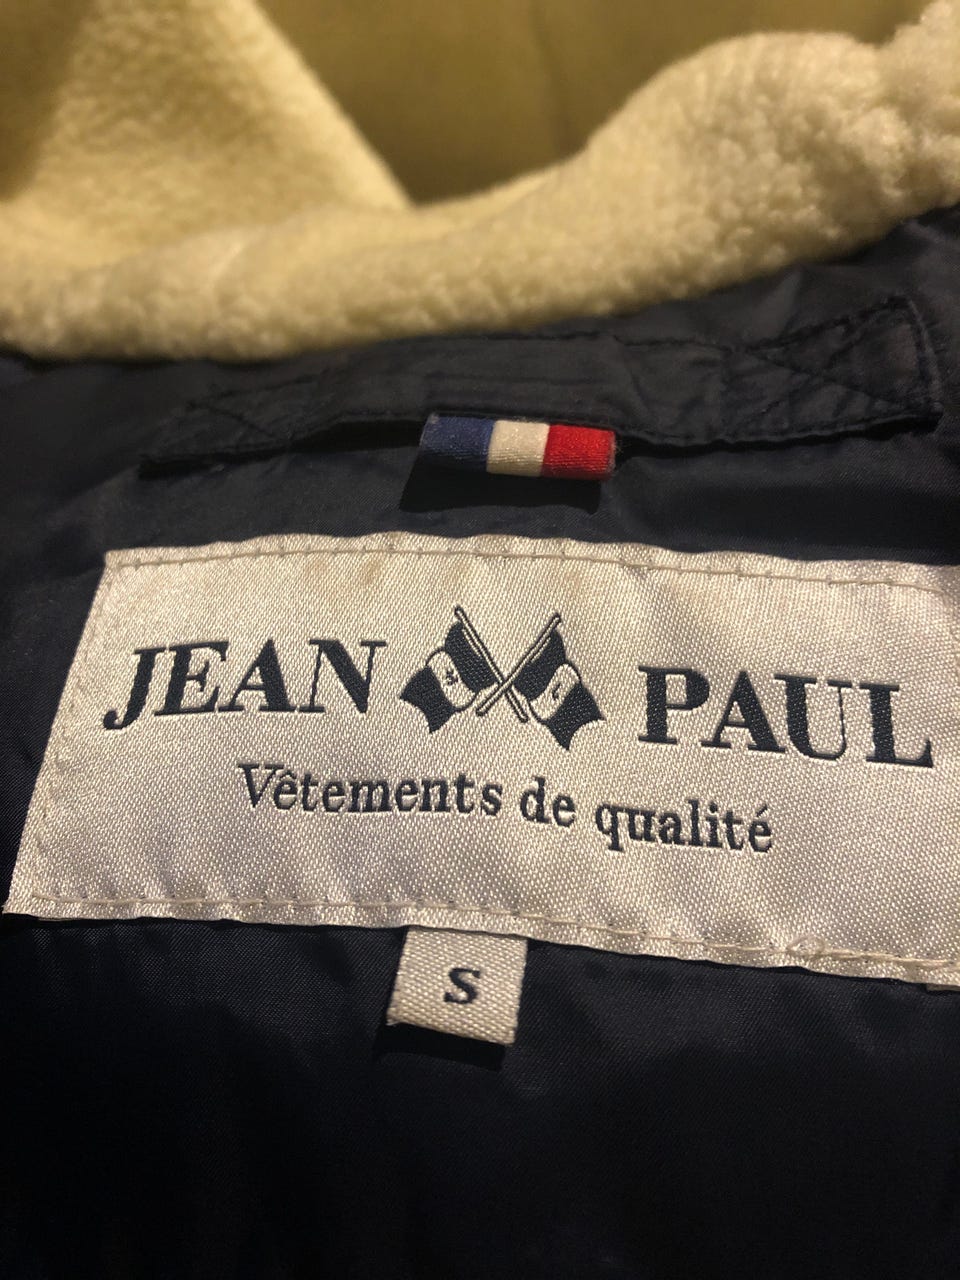 JEAN PAUL
Vêtements de qualité
S